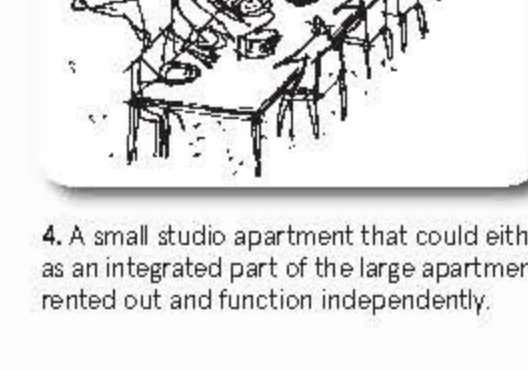 4. A small studio apartment that could eith
as an integrated part of the large apartmen
rented out and function independently.